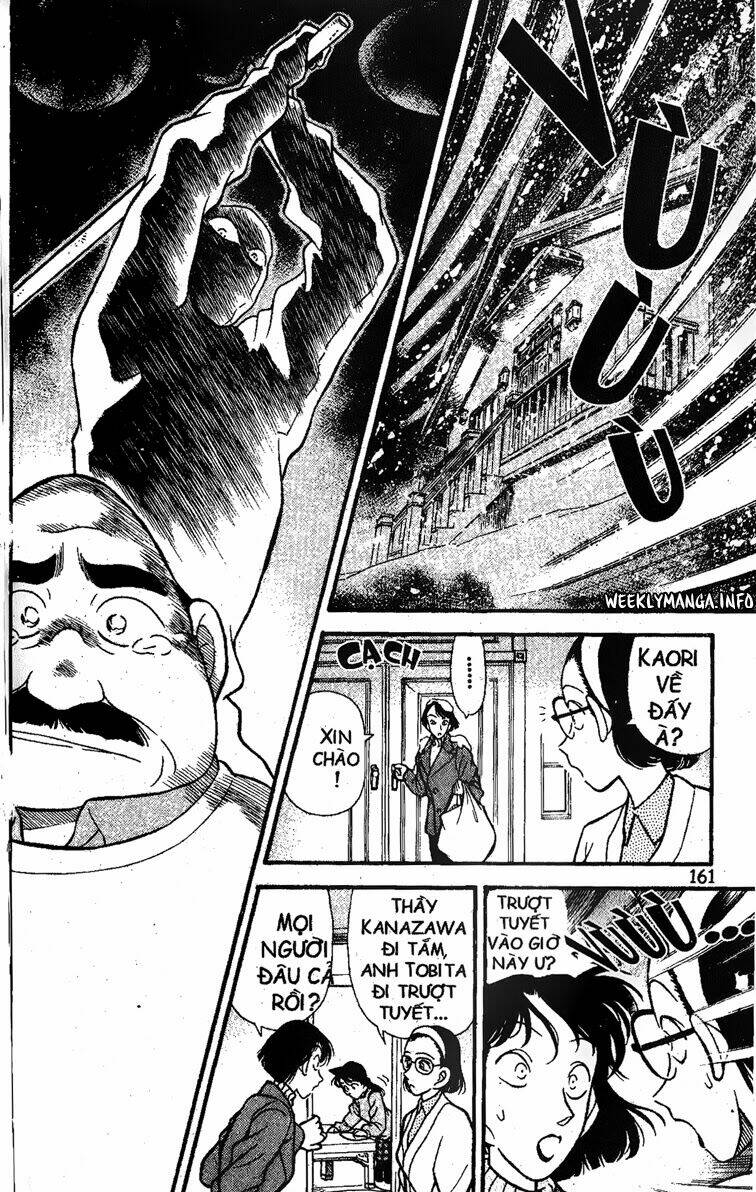 VÙ
Ù
Ù
Ù
WEEKLYMANGA.INFO
KAORI
VỀ
ĐẤY
À?
.......
CẠCH
XIN
CHÀO
!
161
MỌI
NGƯỜI
ĐÂU CẢ
RỒI?
THẦY
KANAZAWA
ĐI TẮM,
ANH TOBITA
ĐI TRƯỢT
TUYẾT...
TRƯỢT
TUYẾT
VÀO GIỜ
NÀY Ư?
VÙÙÙÙ.....